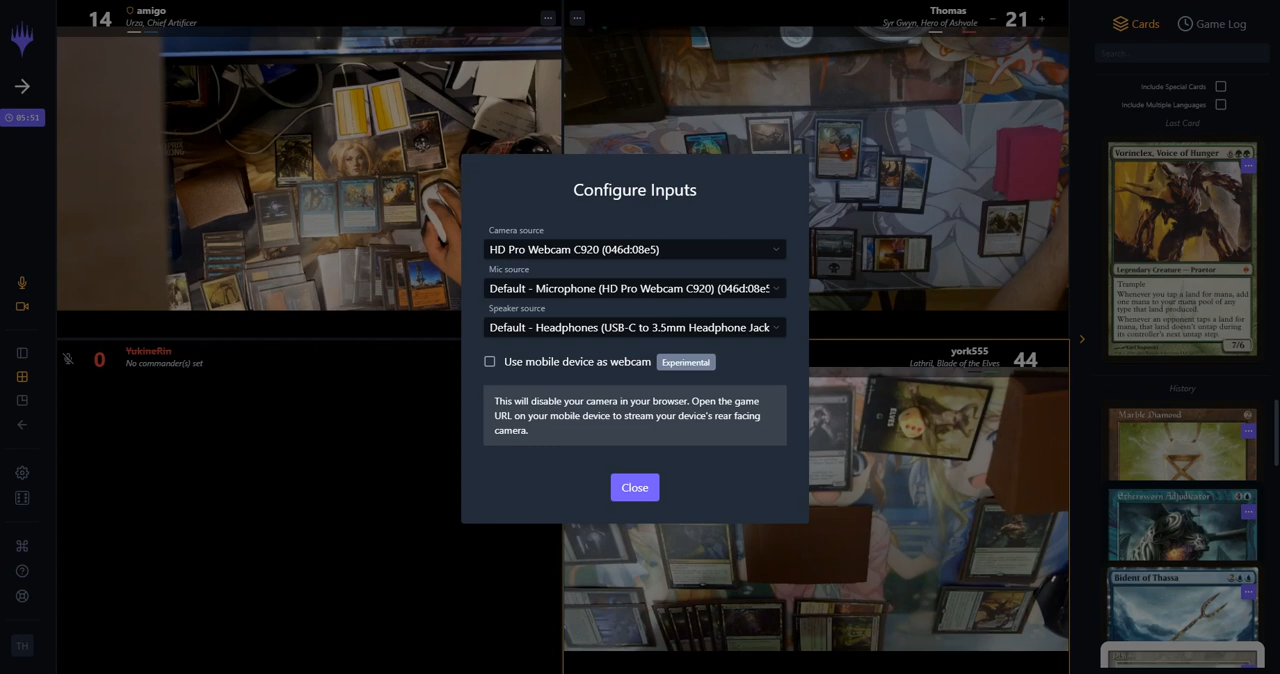 14
amigo
Urza, Chief Artificer
...
...
Thomas
Syr Gwyn, Hero of Ashvale
− 21 +
05:51
0
YukineRin
No commander(s) set
york555
Lathril, Blade of the Elves
44
TH
ELVES
Configure Inputs
Camera source
HD Pro Webcam C920 (046d:08e5)
Mic source
Default - Microphone (HD Pro Webcam C920) (046d:08e5
Speaker source
Default - Headphones (USB-C to 3.5mm Headphone Jack
Use mobile device as webcam Experimental
This will disable your camera in your browser. Open the game
URL on your mobile device to stream your device's rear facing
camera.
Close
Cards
Game Log
Search...
Include Special Cards
Include Multiple Languages
Last Card
Vorinclex, Voice of Hunger
Legendary Creature — Praetor
Trample
Whenever you tap a land for mana, add
one mana to your mana pool of any
type that land produced.
Whenever an opponent taps a land for
mana, that land doesn't untap during
its controller's next untap step.
7/6
History
Marble Diamond 2
Ethersworn Adjudicator 4
Bident of Thassa 2